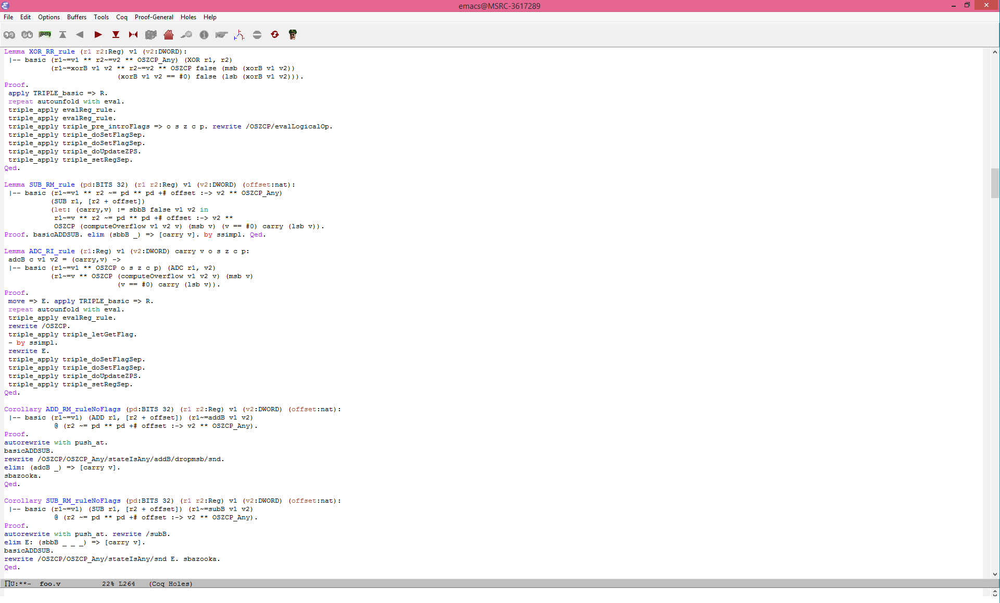 emacs@MSRC-3617289
File Edit Options Buffers Tools Coq Proof-General Holes Help
Lemma XOR_RR_rule (r1 r2:Reg) v1 (v2:DWORD):
 |-- basic (r1~=v1 ** r2~=v2 ** OSZCP_Any) (XOR r1, r2)
           (r1~=xorB v1 v2 ** r2~=v2 ** OSZCP false (msb (xorB v1 v2))
                           (xorB v1 v2 == #0) false (lsb (xorB v1 v2))).
Proof.
 apply TRIPLE_basic => R.
 repeat autounfold with eval.
 triple_apply evalReg_rule.
 triple_apply evalReg_rule.
 triple_apply triple_pre_introFlags => o s z c p. rewrite /OSZCP/evalLogicalOp.
 triple_apply triple_doSetFlagSep.
 triple_apply triple_doSetFlagSep.
 triple_apply triple_doUpdateZPS.
 triple_apply triple_setRegSep.
Qed.
Lemma SUB_RM_rule (pd:BITS 32) (r1 r2:Reg) v1 (v2:DWORD) (offset:nat):
 |-- basic (r1~=v1 ** r2 ~= pd ** pd +# offset :-> v2 ** OSZCP_Any)
           (SUB r1, [r2 + offset])
           (let: (carry,v) := sbbB false v1 v2 in
            r1~=v ** r2 ~= pd ** pd +# offset :-> v2 **
            OSZCP (computeOverflow v1 v2 v) (msb v) (v == #0) carry (lsb v)).
Proof. basicADDSUB. elim (sbbB _) => [carry v]. by ssimpl. Qed.
Lemma ADC_RI_rule (r1:Reg) v1 (v2:DWORD) carry v o s z c p:
 adcB c v1 v2 = (carry,v) ->
 |-- basic (r1~=v1 ** OSZCP o s z c p) (ADC r1, v2)
           (r1~=v ** OSZCP (computeOverflow v1 v2 v) (msb v)
                           (v == #0) carry (lsb v)).
Proof.
 move => E. apply TRIPLE_basic => R.
 repeat autounfold with eval.
 triple_apply evalReg_rule.
 rewrite /OSZCP.
 triple_apply triple_letGetFlag.
 - by ssimpl.
 rewrite E.
 triple_apply triple_doSetFlagSep.
 triple_apply triple_doSetFlagSep.
 triple_apply triple_doUpdateZPS.
 triple_apply triple_setRegSep.
Qed.
Corollary ADD_RM_ruleNoFlags (pd:BITS 32) (r1 r2:Reg) v1 (v2:DWORD) (offset:nat):
 |-- basic (r1~=v1) (ADD r1, [r2 + offset]) (r1~=addB v1 v2)
            @ (r2 ~= pd ** pd +# offset :-> v2 ** OSZCP_Any).
Proof.
autorewrite with push_at.
basicADDSUB.
rewrite /OSZCP/OSZCP_Any/stateIsAny/addB/dropmsb/snd.
elim: (adcB _) => [carry v].
sbazooka.
Qed.
Corollary SUB_RM_ruleNoFlags (pd:BITS 32) (r1 r2:Reg) v1 (v2:DWORD) (offset:nat):
 |-- basic (r1~=v1) (SUB r1, [r2 + offset]) (r1~=subB v1 v2)
            @ (r2 ~= pd ** pd +# offset :-> v2 ** OSZCP_Any).
Proof.
autorewrite with push_at. rewrite /subB.
elim E: (sbbB _ _ _) => [carry v].
basicADDSUB.
rewrite /OSZCP/OSZCP_Any/stateIsAny/snd E. sbazooka.
Qed.
∏U:**- foo.v 22% L264 (Coq Holes)